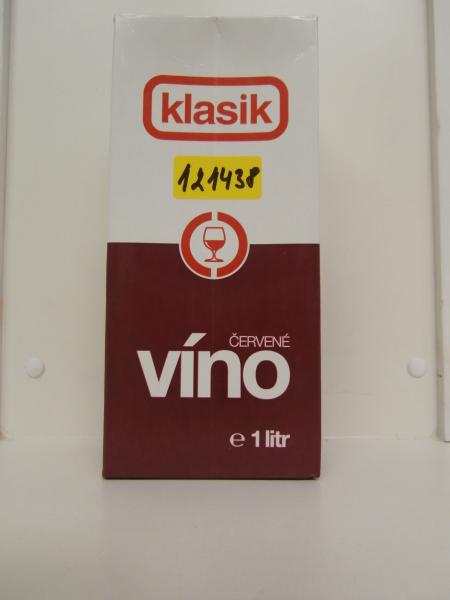 klasik
121438
ČERVENÉ
víno
℮ 1 litr